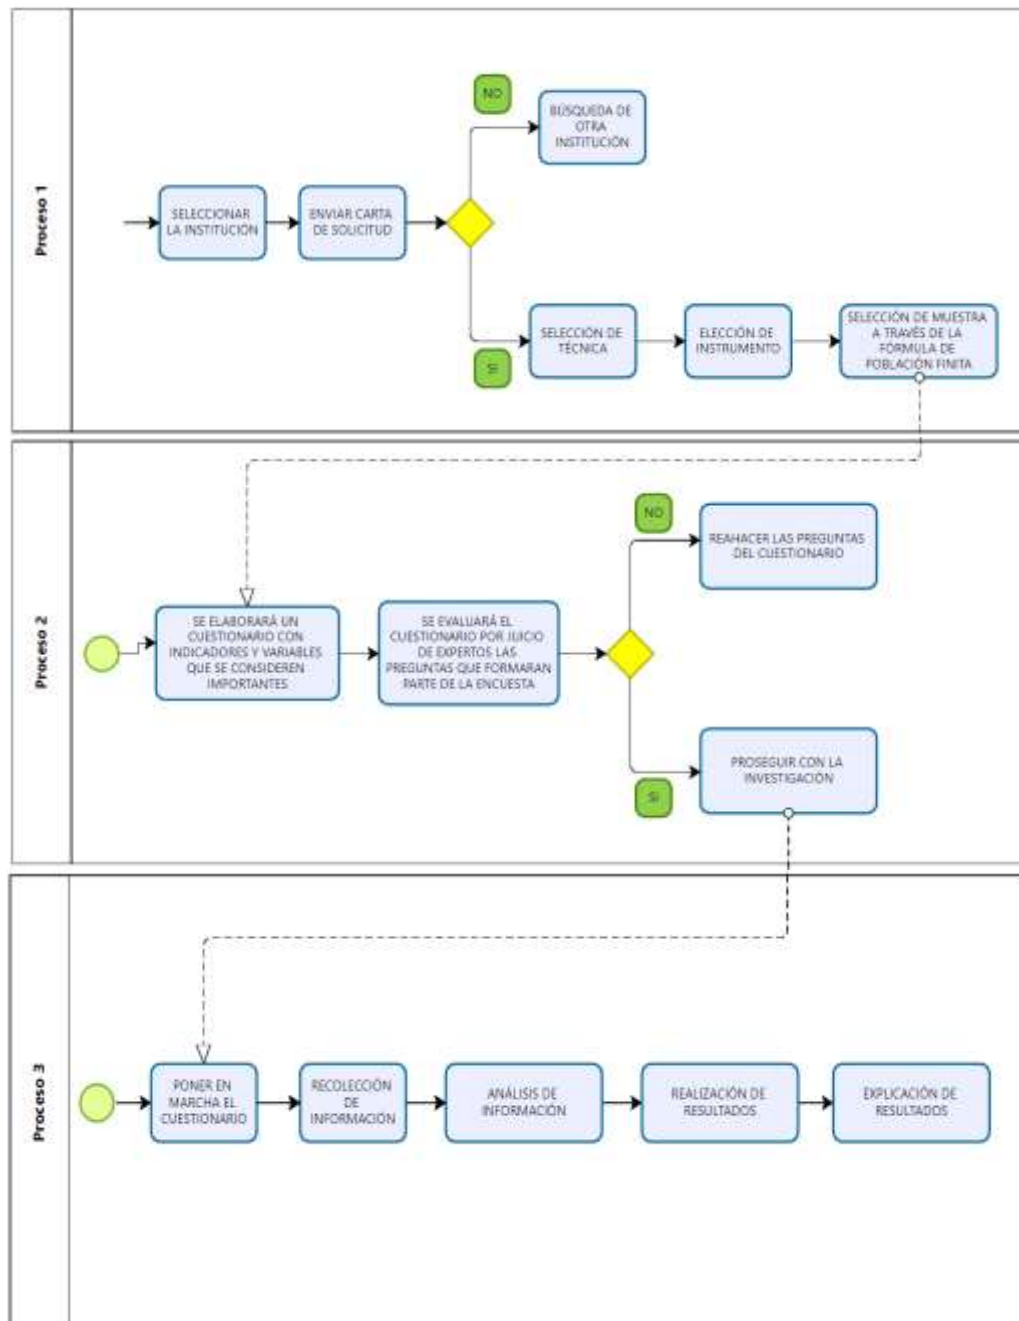 Proceso 1
NO
BÚSQUEDA DE
OTRA
INSTITUCIÓN
SELECCIONAR
LA INSTITUCIÓN
ENVIAR CARTA
DE SOLICITUD
SELECCIÓN DE
TÉCNICA
ELECCIÓN DE
INSTRUMENTO
SELECCIÓN DE MUESTRA
A TRAVÉS DE LA
FÓRMULA DE
POBLACIÓN FINITA
SI
Proceso 2
NO
REAHACER LAS PREGUNTAS
DEL CUESTIONARIO
SE ELABORARÁ UN
CUESTIONARIO CON
INDICADORES Y VARIABLES
QUE SE CONSIDEREN
IMPORTANTES
SE EVALUARÁ EL
CUESTIONARIO POR JUICIO
DE EXPERTOS LAS
PREGUNTAS QUE FORMARAN
PARTE DE LA ENCUESTA
PROSEGUIR CON LA
INVESTIGACIÓN
SI
Proceso 3
PONER EN
MARCHA EL
CUESTIONARIO
RECOLECCIÓN
DE
INFORMACIÓN
ANÁLISIS DE
INFORMACIÓN
REALIZACIÓN DE
RESULTADOS
EXPLICACIÓN DE
RESULTADOS